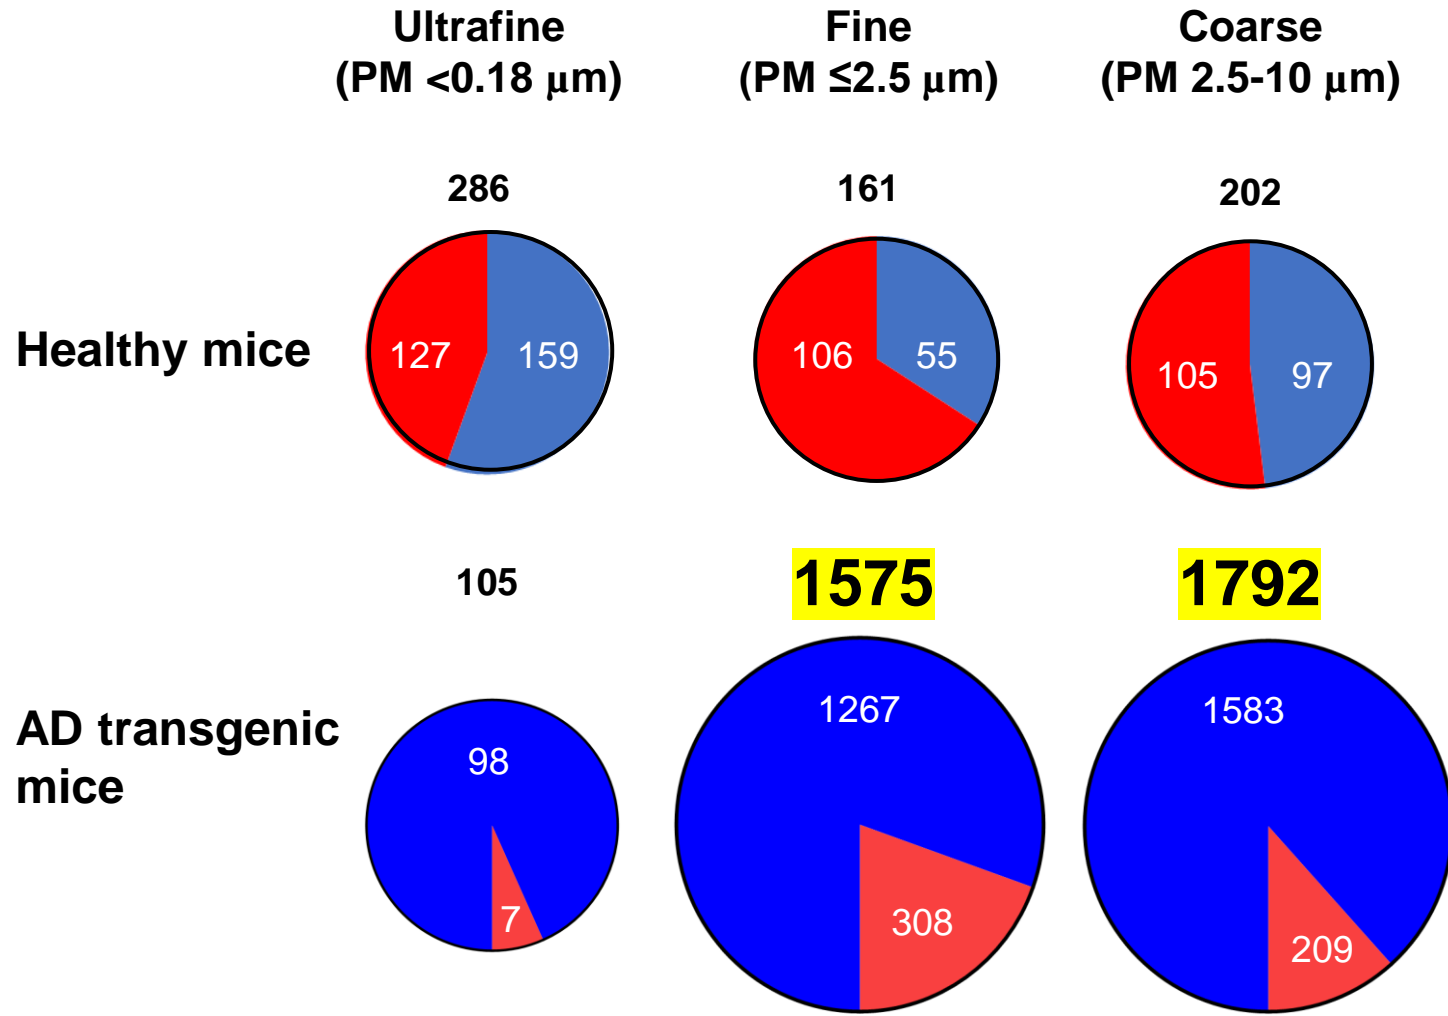 Ultrafine
(PM <0.18 μm)
Fine
(PM ≤2.5 μm)
Coarse
(PM 2.5-10 μm)
286
161
202
Healthy mice
127
159
106
55
105
97
105
1575
1792
AD transgenic
mice
98
7
1267
308
1583
209